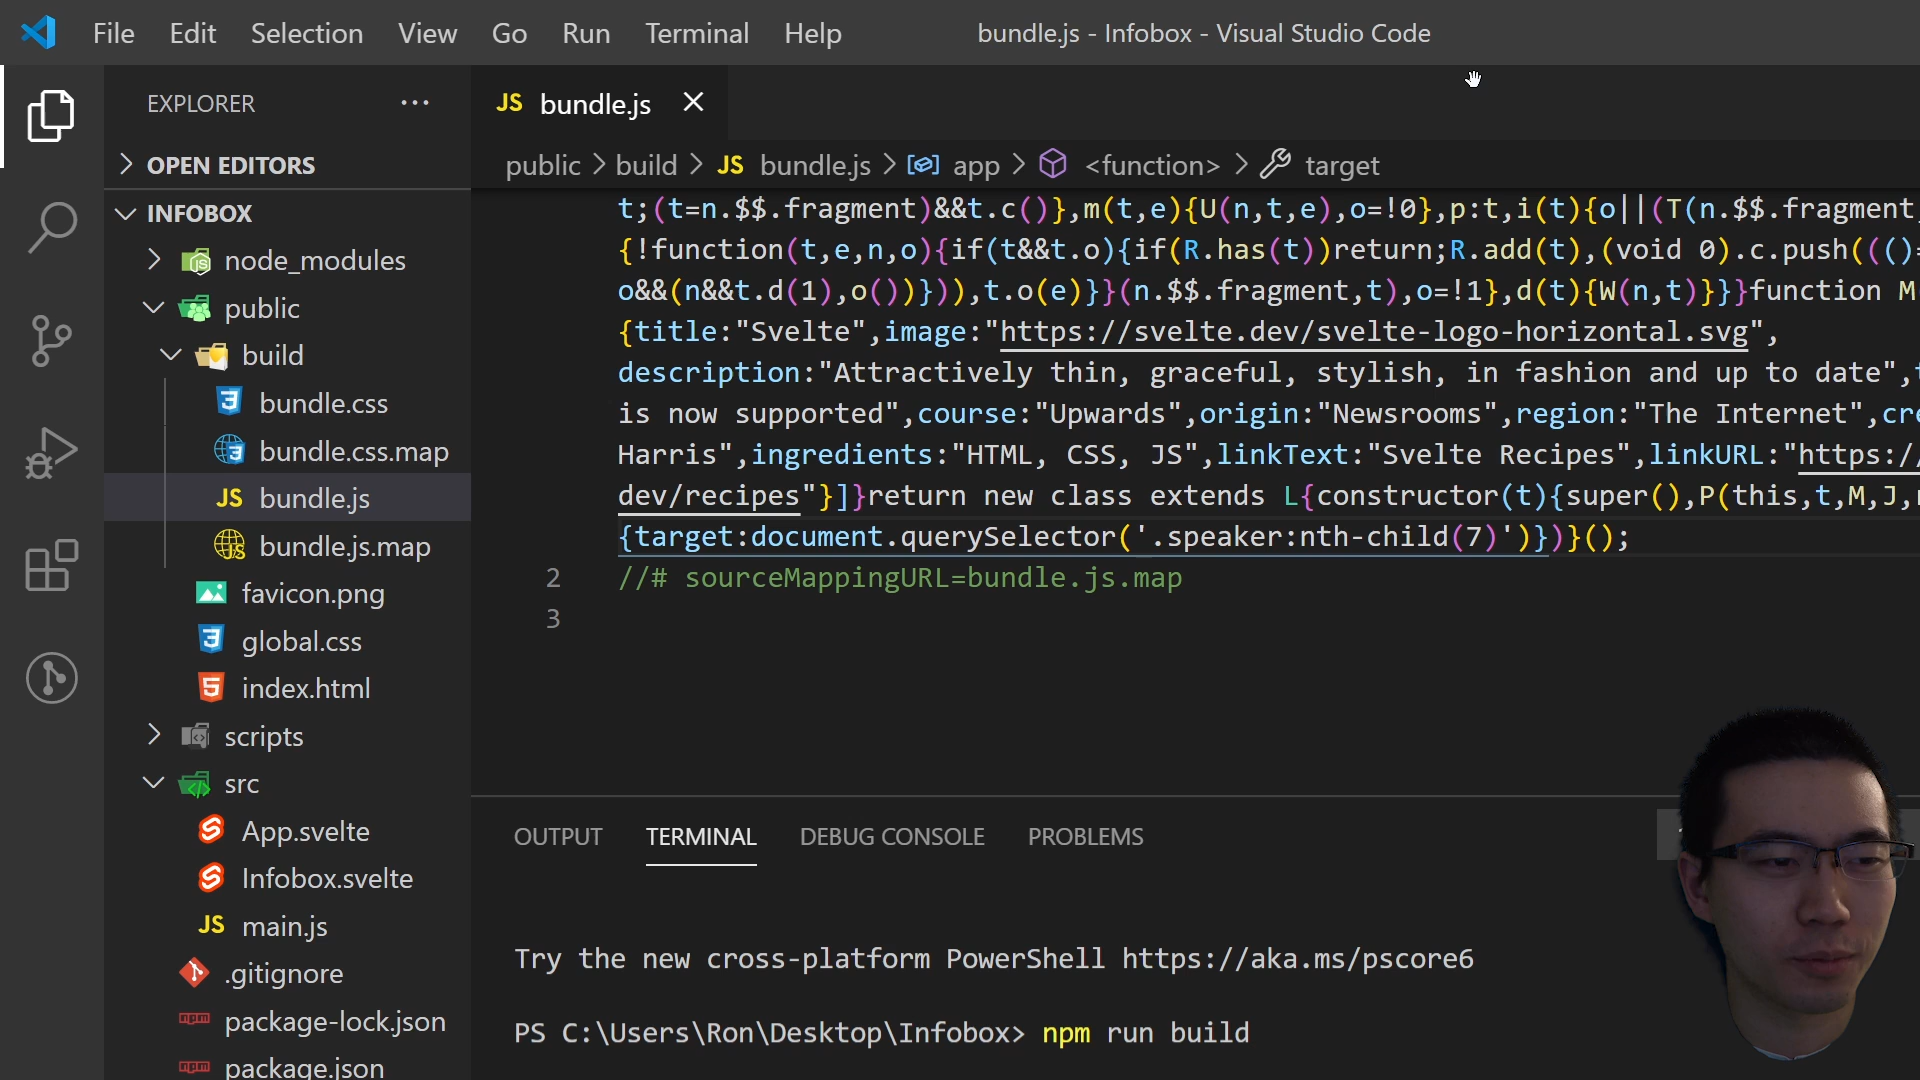 File Edit Selection View Go Run Terminal Help bundle.js - Infobox - Visual Studio Code
EXPLORER ···
JS bundle.js
OPEN EDITORS
public > build > JS bundle.js > app > <function> > target
INFOBOX
node_modules
public
build
bundle.css
bundle.css.map
JS bundle.js
bundle.js.map
favicon.png
global.css
index.html
scripts
src
App.svelte
Infobox.svelte
JS main.js
.gitignore
package-lock.json
package.json
t;(t=n.$$.fragment)&&t.c()},m(t,e){U(n,t,e),o=!0},p:t,i(t){o||(T(n.$$.fragment,
{!function(t,e,n,o){if(t&&t.o){if(R.has(t))return;R.add(t),(void 0).c.push((()=
o&&(n&&t.d(1),o())})),t.o(e)}}(n.$$.fragment,t),o=!1},d(t){W(n,t)}}}function M
{title:"Svelte",image:"https://svelte.dev/svelte-logo-horizontal.svg",
description:"Attractively thin, graceful, stylish, in fashion and up to date",t
is now supported",course:"Upwards",origin:"Newsrooms",region:"The Internet",cre
Harris",ingredients:"HTML, CSS, JS",linkText:"Svelte Recipes",linkURL:"https:/
dev/recipes"}]}return new class extends L{constructor(t){super(),P(this,t,M,J,
{target:document.querySelector('.speaker:nth-child(7)')})}();
2 //# sourceMappingURL=bundle.js.map
3
OUTPUT TERMINAL DEBUG CONSOLE PROBLEMS
Try the new cross-platform PowerShell https://aka.ms/pscore6
PS C:\Users\Ron\Desktop\Infobox> npm run build